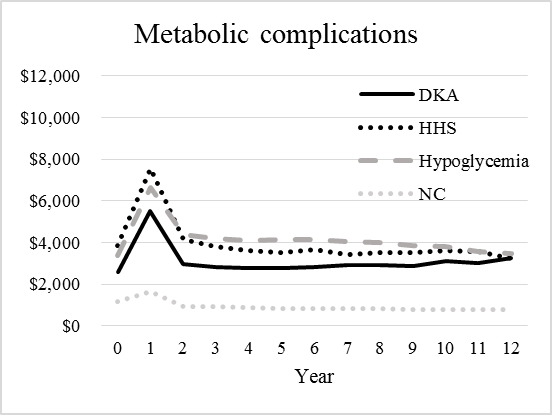 Metabolic complications
$12,000
$10,000
$8,000
$6,000
$4,000
$2,000
$0
DKA
HHS
Hypoglycemia
NC
0 1 2 3 4 5 6 7 8 9 10 11 12
Year